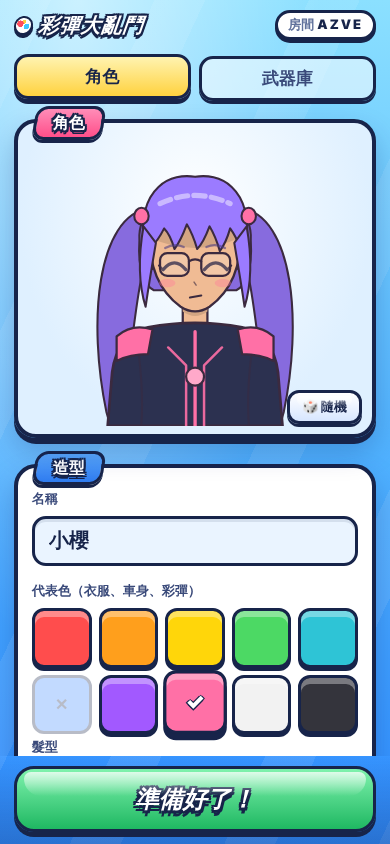 彩彈大亂鬥
房間 AZVE
角色
武器庫
角色
隨機
造型
名稱
小櫻
代表色（衣服、車身、彩彈）
髮型
準備好了！